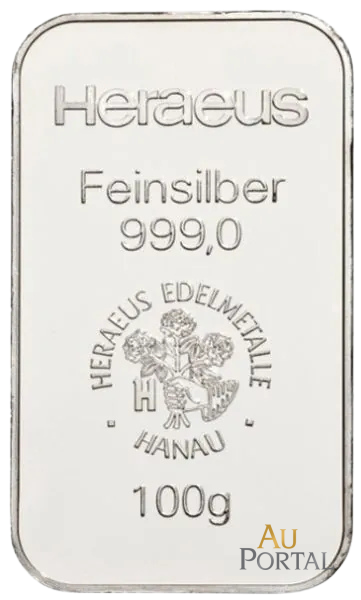 Heraeus
Feinsilber
999,0
HERAEUS EDELMETALLE
H
· HANAU ·
100g
Au
PORTAL